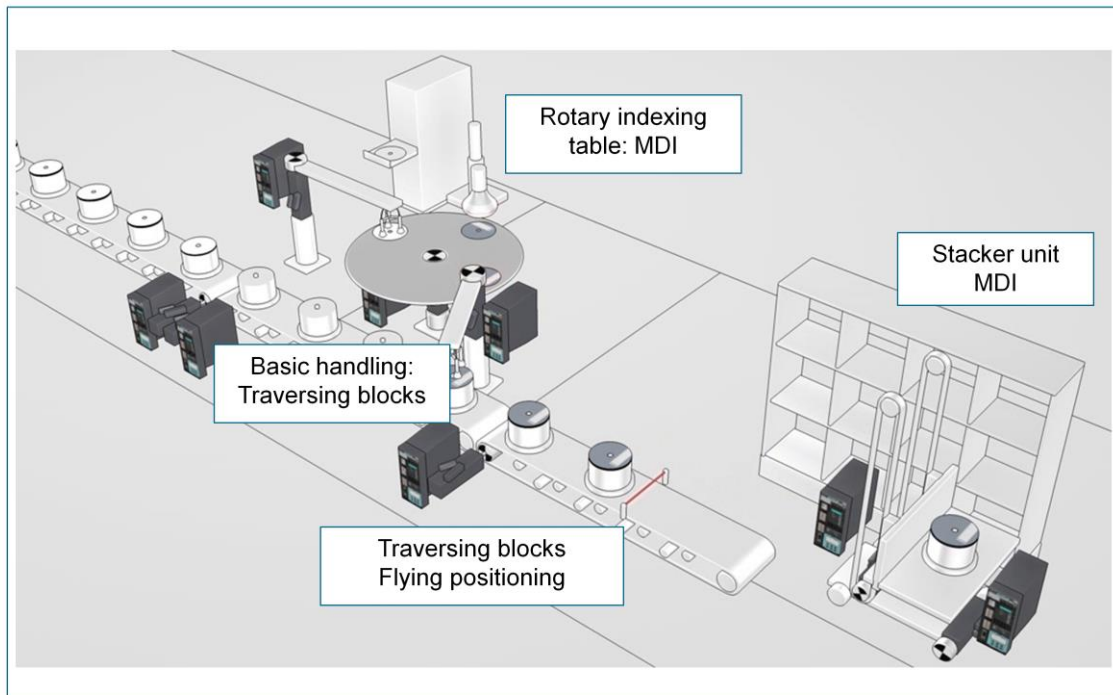 Rotary indexing
table: MDI
Stacker unit
MDI
Basic handling:
Traversing blocks
Traversing blocks
Flying positioning